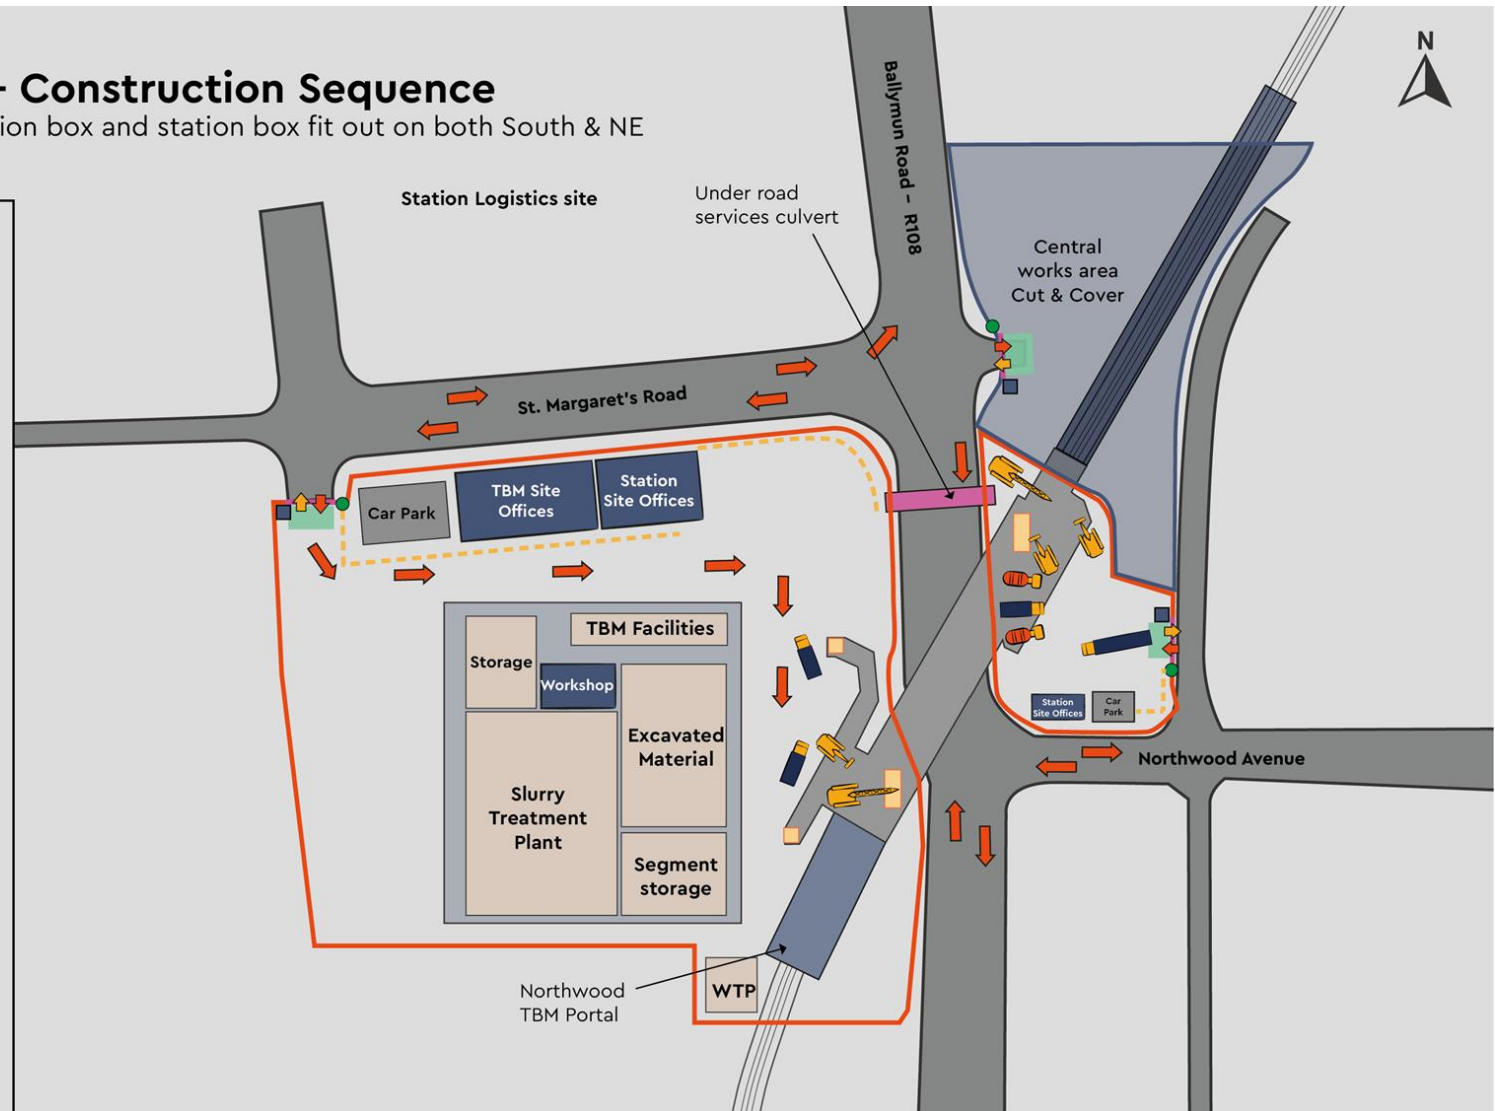 - Construction Sequence
ion box and station box fit out on both South & NE
N
Station Logistics site
Under road
services culvert
Ballymun Road - R108
Central
works area
Cut & Cover
St. Margaret's Road
Car Park
TBM Site
Offices
Station
Site Offices
TBM Facilities
Storage
Workshop
Excavated
Material
Slurry
Treatment
Plant
Segment
storage
Station
Site Offices
Car
Park
Northwood Avenue
Northwood
TBM Portal
WTP